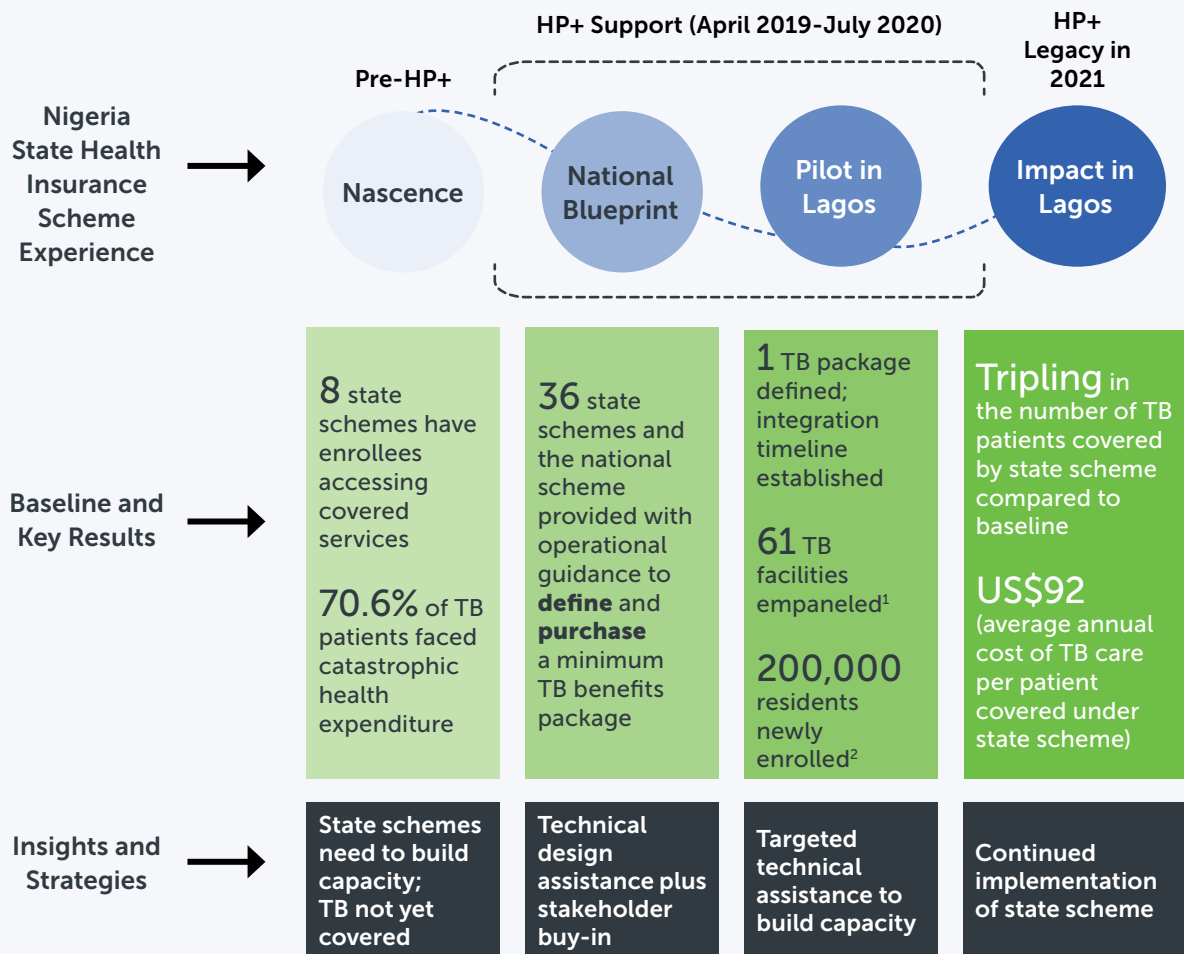 HP+ Support (April 2019-July 2020)
HP+
Legacy in
2021
Pre-HP+
Nigeria
State Health
Insurance
Scheme
Experience
Nascence
National
Blueprint
Pilot in
Lagos
Impact in
Lagos
Baseline and
Key Results
8 state
schemes have
enrollees
accessing
covered
services
70.6% of TB
patients faced
catastrophic
health
expenditure
36 state
schemes and
the national
scheme
provided with
operational
guidance to
define and
purchase
a minimum
TB benefits
package
1 TB package
defined;
integration
timeline
established
61 TB
facilities
empaneled¹
200,000
residents
newly
enrolled²
Tripling in
the number of TB
patients covered
by state scheme
compared to
baseline
US$92
(average annual
cost of TB care
per patient
covered under
state scheme)
Insights and
Strategies
State schemes
need to build
capacity;
TB not yet
covered
Technical
design
assistance plus
stakeholder
buy-in
Targeted
technical
assistance to
build capacity
Continued
implementation
of state scheme